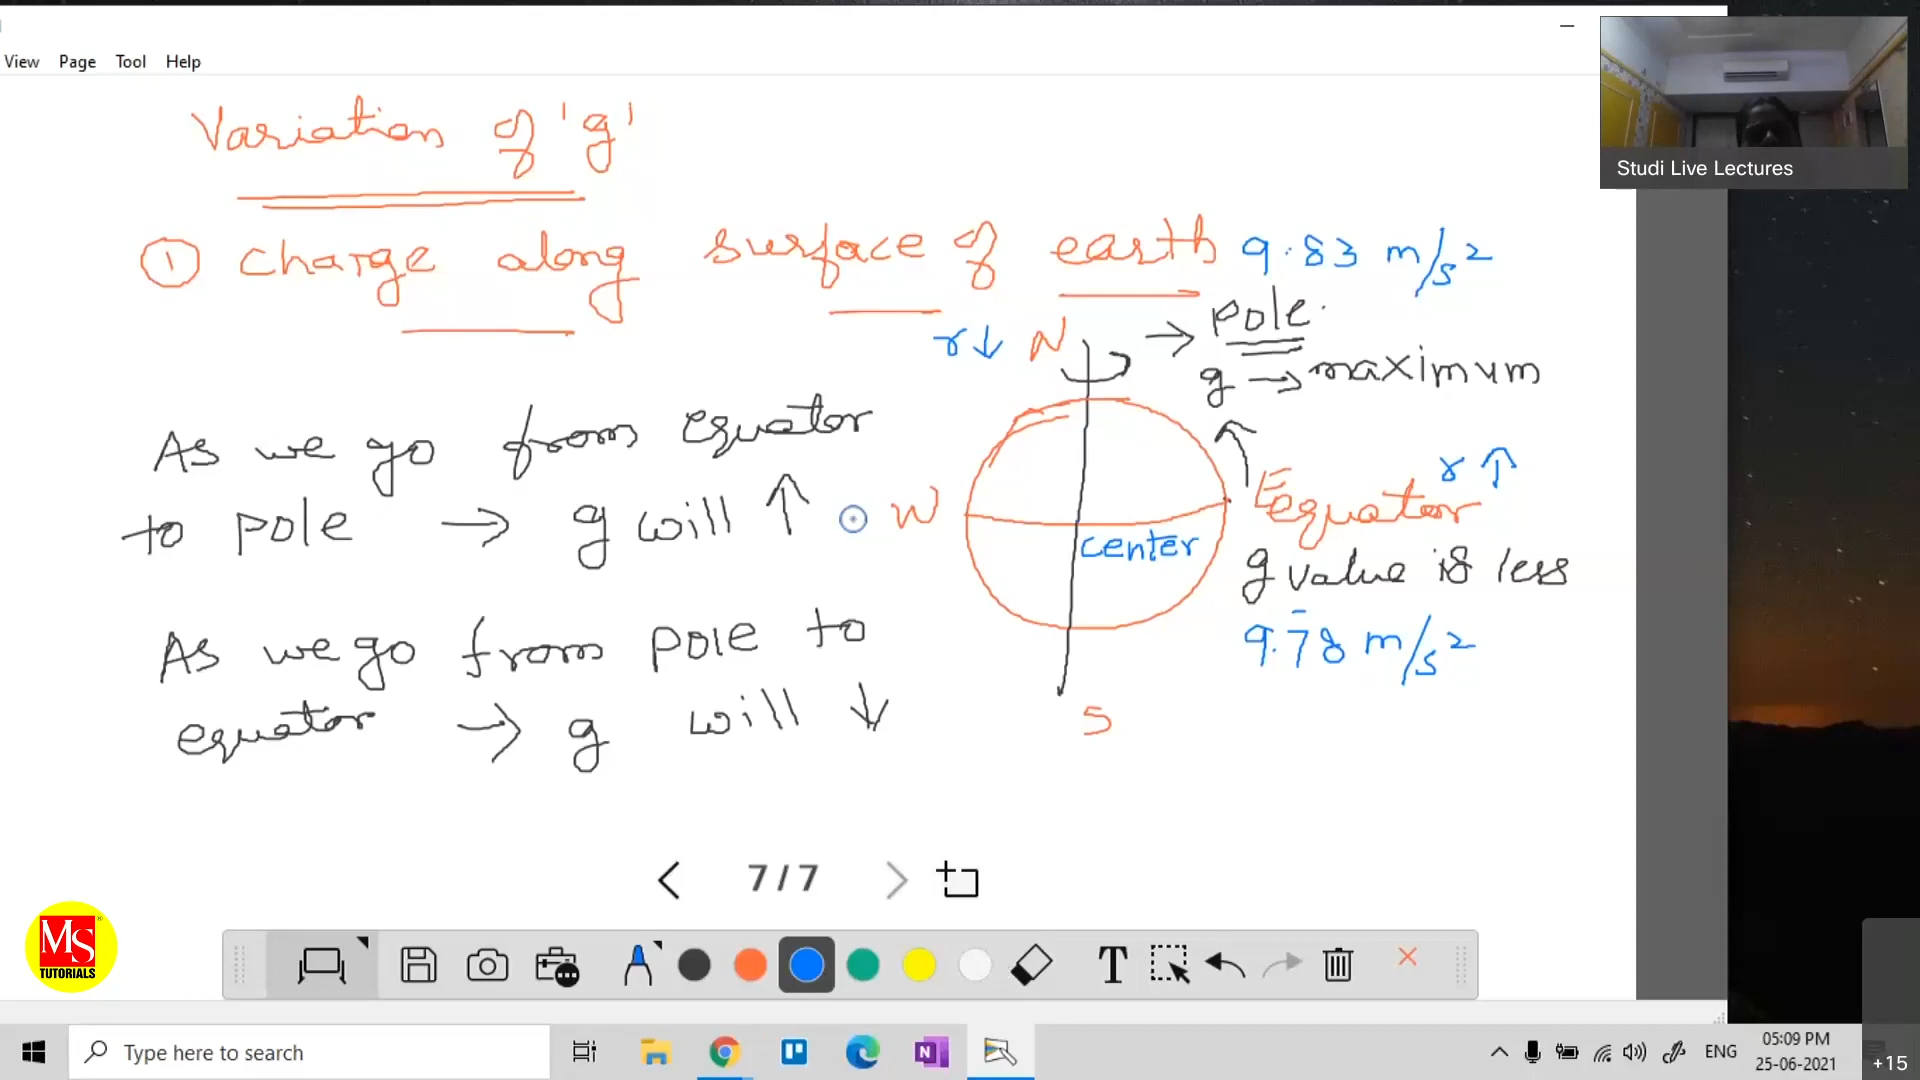 View Page Tool Help
Studi Live Lectures
Variation of 'g'
① Charge along surface of earth 9.83 m/s²
→ pole.
r↓ N
g → maximum
As we go from equator
to pole → g will ↑
W
E
r ↑
equator
center
g value is less
9.78 m/s²
As we go from pole to
equator → g will ↓
S
7 / 7
MS
TUTORIALS
T
Type here to search
N
ENG
05:09 PM
25-06-2021
+15